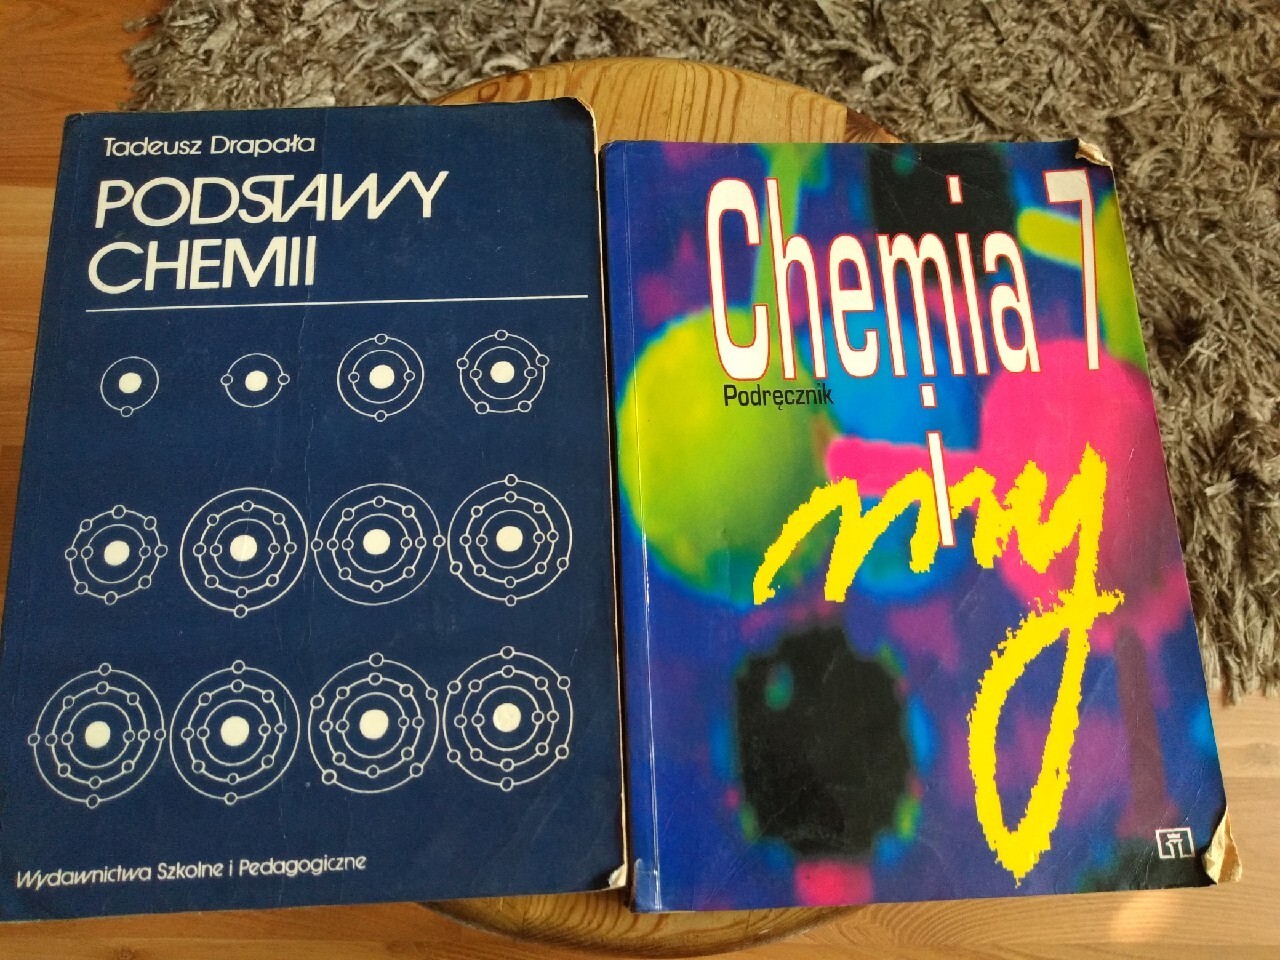 Tadeusz Drapała
PODSTAWY
CHEMII
Wydawnictwa Szkolne i Pedagogiczne
Chemia 7
Podręcznik
i
my